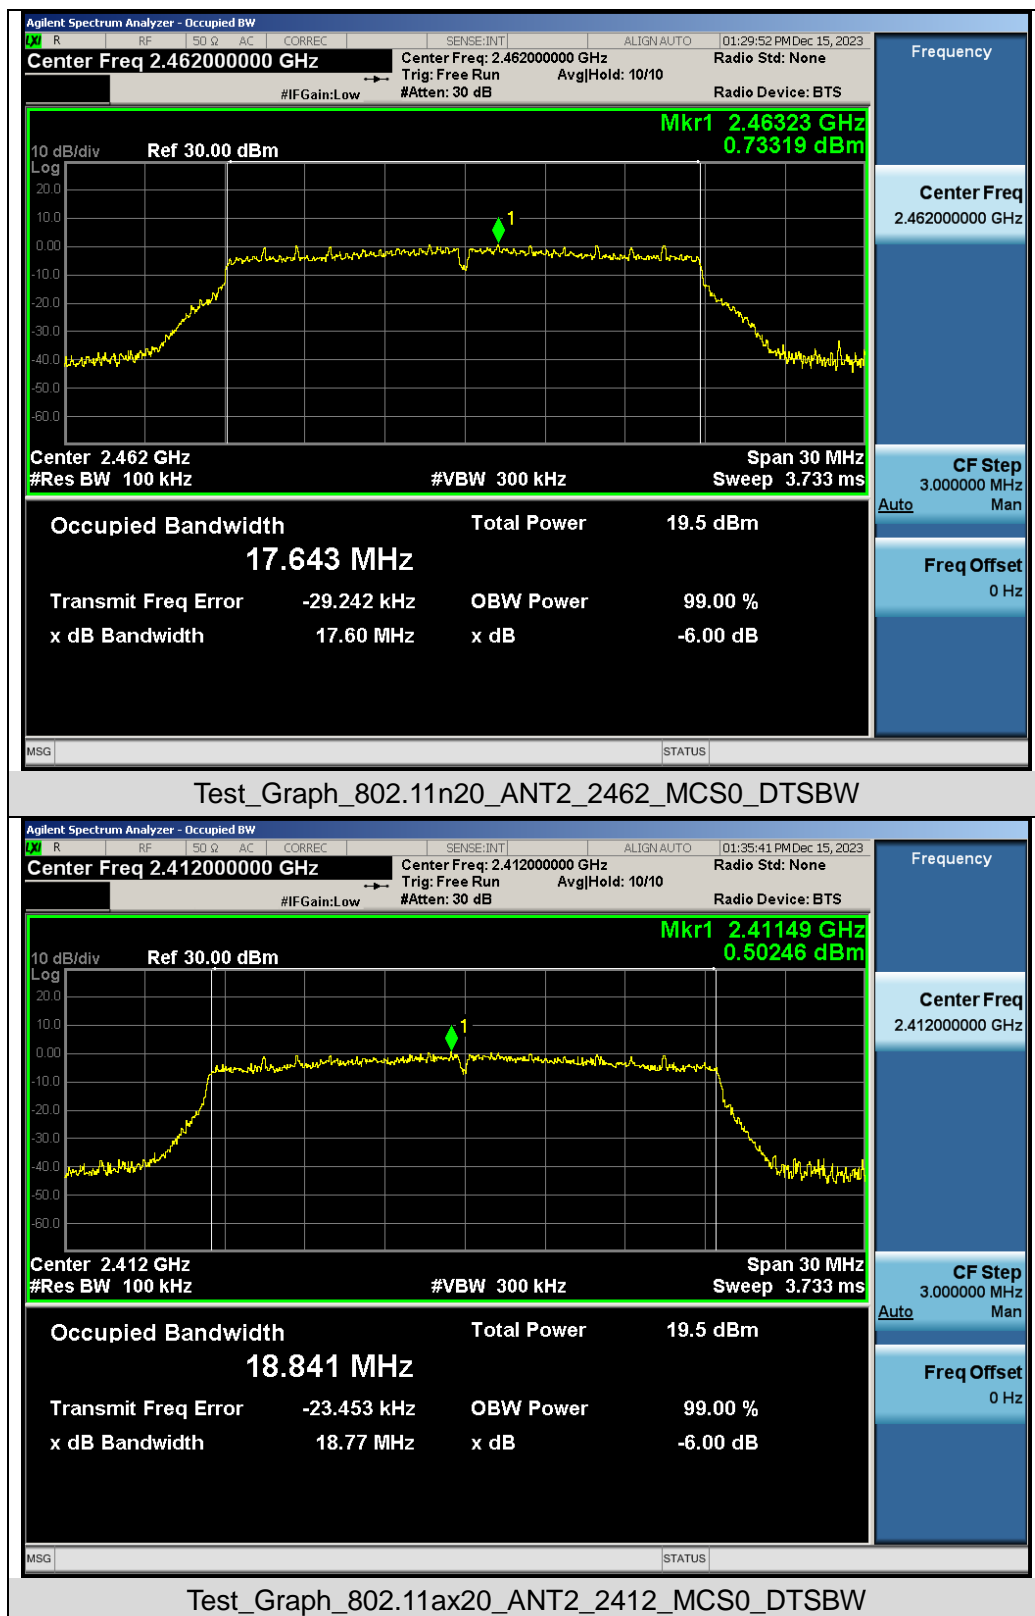 Agilent Spectrum Analyzer - Occupied BW
LXI R RF 50 Ω AC CORREC SENSE:INT ALIGN AUTO 01:29:52 PM Dec 15, 2023
Center Freq 2.462000000 GHz
Center Freq: 2.462000000 GHz
Radio Std: None
Trig: Free Run Avg|Hold: 10/10
#IFGain:Low
#Atten: 30 dB
Radio Device: BTS
Frequency
Mkr1 2.46323 GHz
0.73319 dBm
10 dB/div Ref 30.00 dBm
Log
20.0
10.0
0.00
-10.0
-20.0
-30.0
-40.0
-50.0
-60.0
1
Center 2.462 GHz
Span 30 MHz
#Res BW 100 kHz
#VBW 300 kHz
Sweep 3.733 ms
Center Freq
2.462000000 GHz
CF Step
3.000000 MHz
Auto Man
Freq Offset
0 Hz
Occupied Bandwidth
Total Power 19.5 dBm
17.643 MHz
Transmit Freq Error -29.242 kHz OBW Power 99.00 %
x dB Bandwidth 17.60 MHz x dB -6.00 dB
MSG STATUS
Test_Graph_802.11n20_ANT2_2462_MCS0_DTSBW
Agilent Spectrum Analyzer - Occupied BW
LXI R RF 50 Ω AC CORREC SENSE:INT ALIGN AUTO 01:35:41 PM Dec 15, 2023
Center Freq 2.412000000 GHz
Center Freq: 2.412000000 GHz
Radio Std: None
Trig: Free Run Avg|Hold: 10/10
#IFGain:Low
#Atten: 30 dB
Radio Device: BTS
Frequency
Mkr1 2.41149 GHz
0.50246 dBm
10 dB/div Ref 30.00 dBm
Log
20.0
10.0
0.00
-10.0
-20.0
-30.0
-40.0
-50.0
-60.0
1
Center 2.412 GHz
Span 30 MHz
#Res BW 100 kHz
#VBW 300 kHz
Sweep 3.733 ms
Center Freq
2.412000000 GHz
CF Step
3.000000 MHz
Auto Man
Freq Offset
0 Hz
Occupied Bandwidth
Total Power 19.5 dBm
18.841 MHz
Transmit Freq Error -23.453 kHz OBW Power 99.00 %
x dB Bandwidth 18.77 MHz x dB -6.00 dB
MSG STATUS
Test_Graph_802.11ax20_ANT2_2412_MCS0_DTSBW